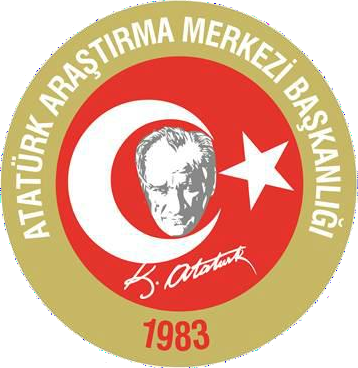 ATATÜRK ARAŞTIRMA MERKEZİ BAŞKANLIĞI
K. Atatürk
1983